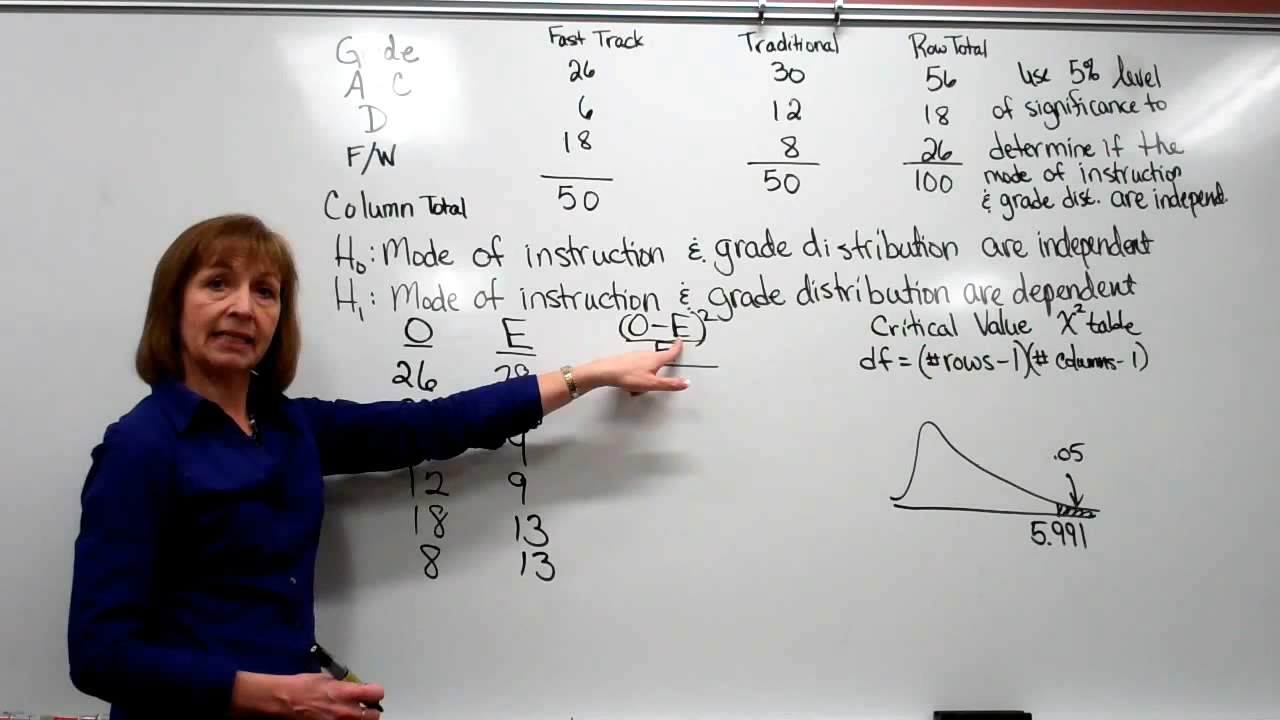 Grade Fast Track Traditional Row Total
A C 26 30 56 Use 5% level
D 6 12 18 of significance to
F/W 18 8 26 determine if the
mode of instruction
Column Total 50 50 100 & grade dist. are independ.
H₀: Mode of instruction & grade distribution are independent
H₁: Mode of instruction & grade distribution are dependent
O E (O-E)² Critical Value X² table
26 28 df = (# rows - 1)(# columns - 1)
12 9 .05
18 13 5.991
8 13